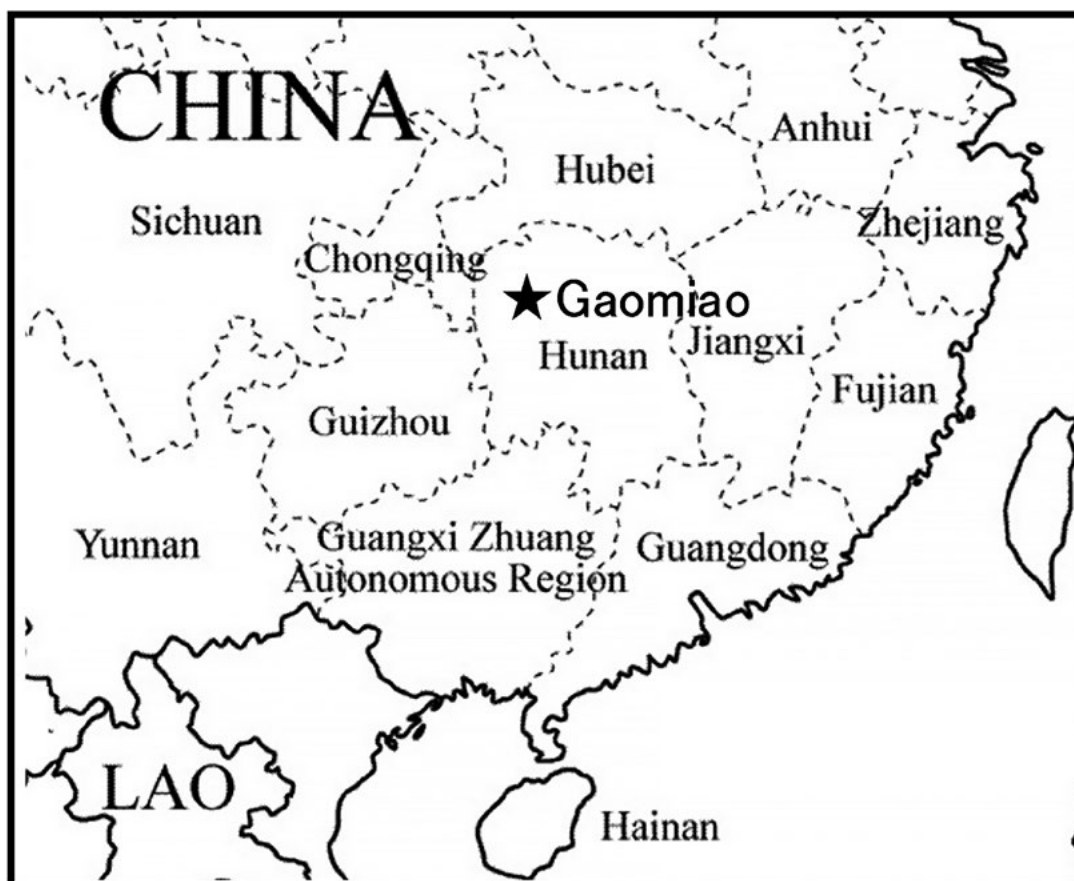 CHINA
Anhui
Hubei
Sichuan
Zhejiang
Chongqing
★Gaomiao
Hunan
Jiangxi
Fujian
Guizhou
Yunnan
Guangxi Zhuang
Autonomous Region
Guangdong
LAO
Hainan